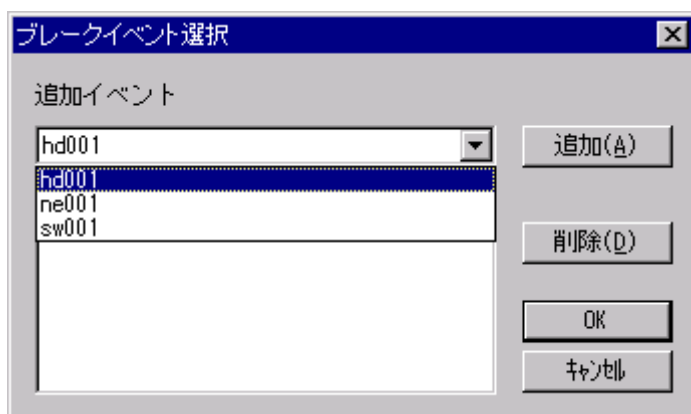 ブレークイベント選択
追加イベント
hd001
追加(A)
hd001
ne001
sw001
削除(D)
OK
ｷｬﾝｾﾙ